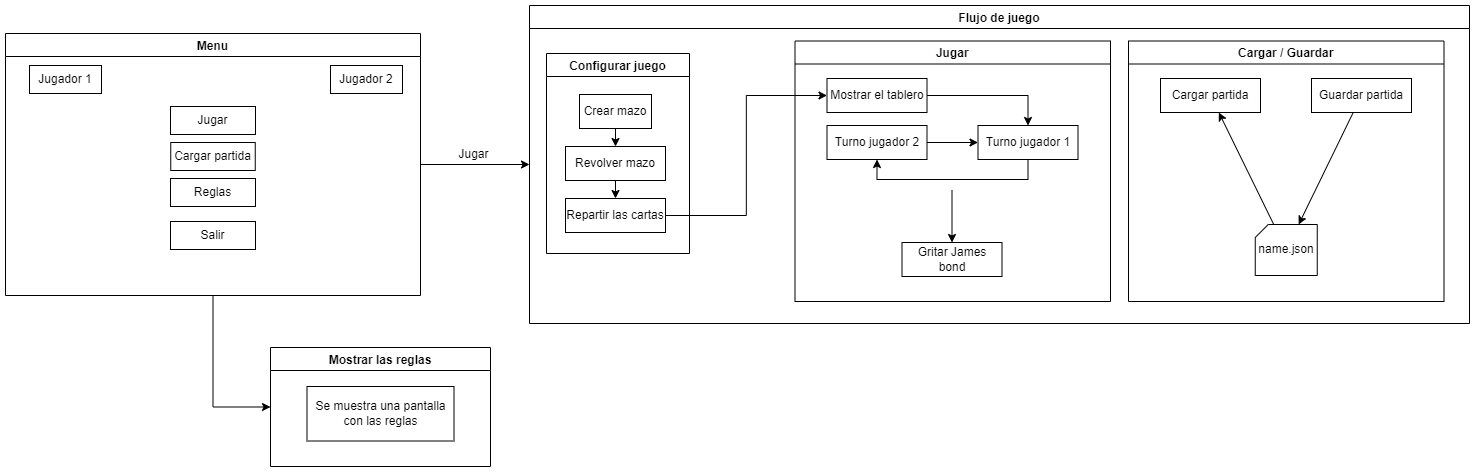 Menu
Jugador 1
Jugador 2
Jugar
Cargar partida
Reglas
Salir
Jugar
Mostrar las reglas
Se muestra una pantalla
con las reglas
Flujo de juego
Configurar juego
Crear mazo
Revolver mazo
Repartir las cartas
Jugar
Mostrar el tablero
Turno jugador 2
Turno jugador 1
Gritar James
bond
Cargar / Guardar
Cargar partida
Guardar partida
name.json